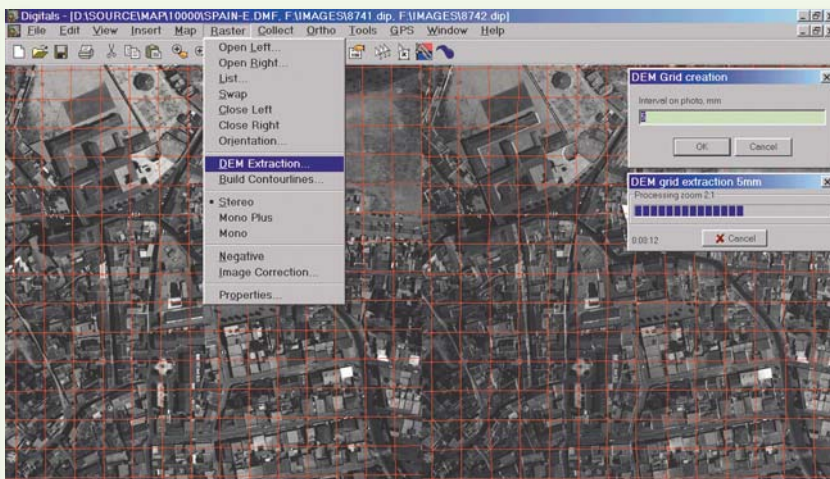 Digitals - [D:\SOURCE\MAP\10000\SPAIN-E.DMF, F:\IMAGES\8741.dip, F:\IMAGES\8742.dip]
File Edit View Insert Map Raster Collect Ortho Tools GPS Window Help
Open Left...
Open Right...
List...
Swap
Close Left
Close Right
Orientation...
DEM Extraction...
Build Contourlines...
• Stereo
Mono Plus
Mono
Negative
Image Correction...
Properties...
DEM Grid creation
Interval on photo, mm
5
OK Cancel
DEM grid extraction 5mm
Processing zoom 2:1
0:00:12 Cancel